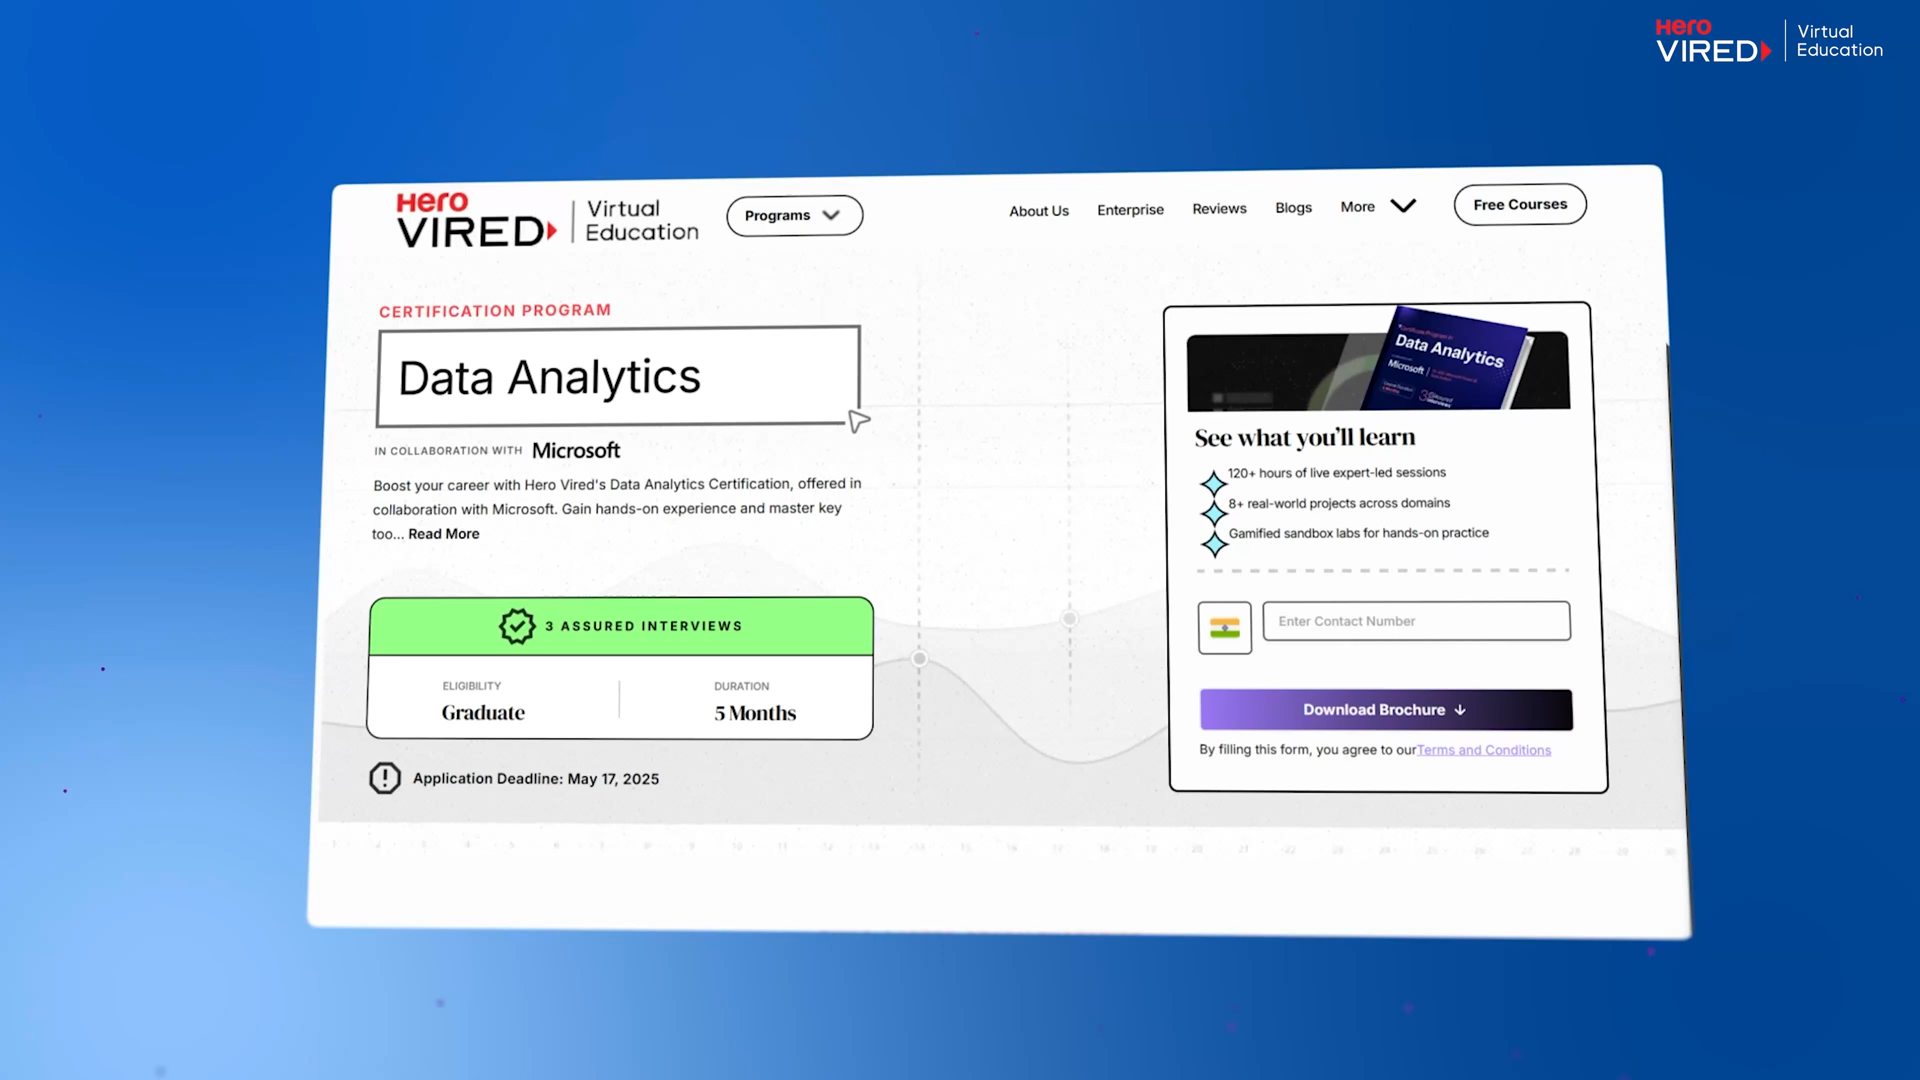 Hero
VIRED
Virtual
Education
Hero
VIRED
Virtual
Education
Programs
About Us
Enterprise
Reviews
Blogs
More
Free Courses
CERTIFICATION PROGRAM
Data Analytics
IN COLLABORATION WITH Microsoft
Boost your career with Hero Vired's Data Analytics Certification, offered in
collaboration with Microsoft. Gain hands-on experience and master key
too... Read More
3 ASSURED INTERVIEWS
ELIGIBILITY
Graduate
DURATION
5 Months
Application Deadline: May 17, 2025
Data Analytics
Microsoft
See what you'll learn
120+ hours of live expert-led sessions
8+ real-world projects across domains
Gamified sandbox labs for hands-on practice
Enter Contact Number
Download Brochure ↓
By filling this form, you agree to our Terms and Conditions